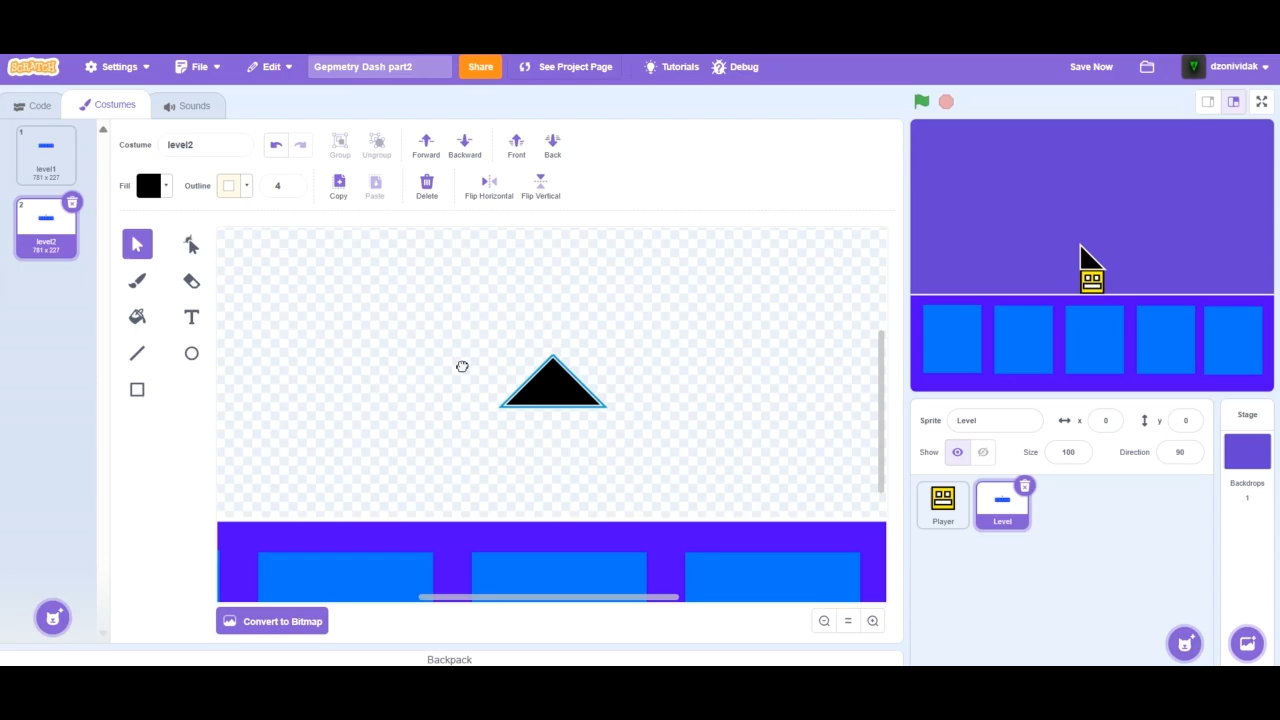 SCRATCH
Settings
File
Edit
Gepmetry Dash part2
Share
See Project Page
Tutorials
Debug
Save Now
dzonividak
Code
Costumes
Sounds
1
level1
781 x 227
2
level2
781 x 227
Costume
level2
Group
Ungroup
Forward
Backward
Front
Back
Fill
Outline
4
Copy
Paste
Delete
Flip Horizontal
Flip Vertical
T
Convert to Bitmap
Backpack
Sprite
Level
x
0
y
0
Show
Size
100
Direction
90
Player
Level
Stage
Backdrops
1